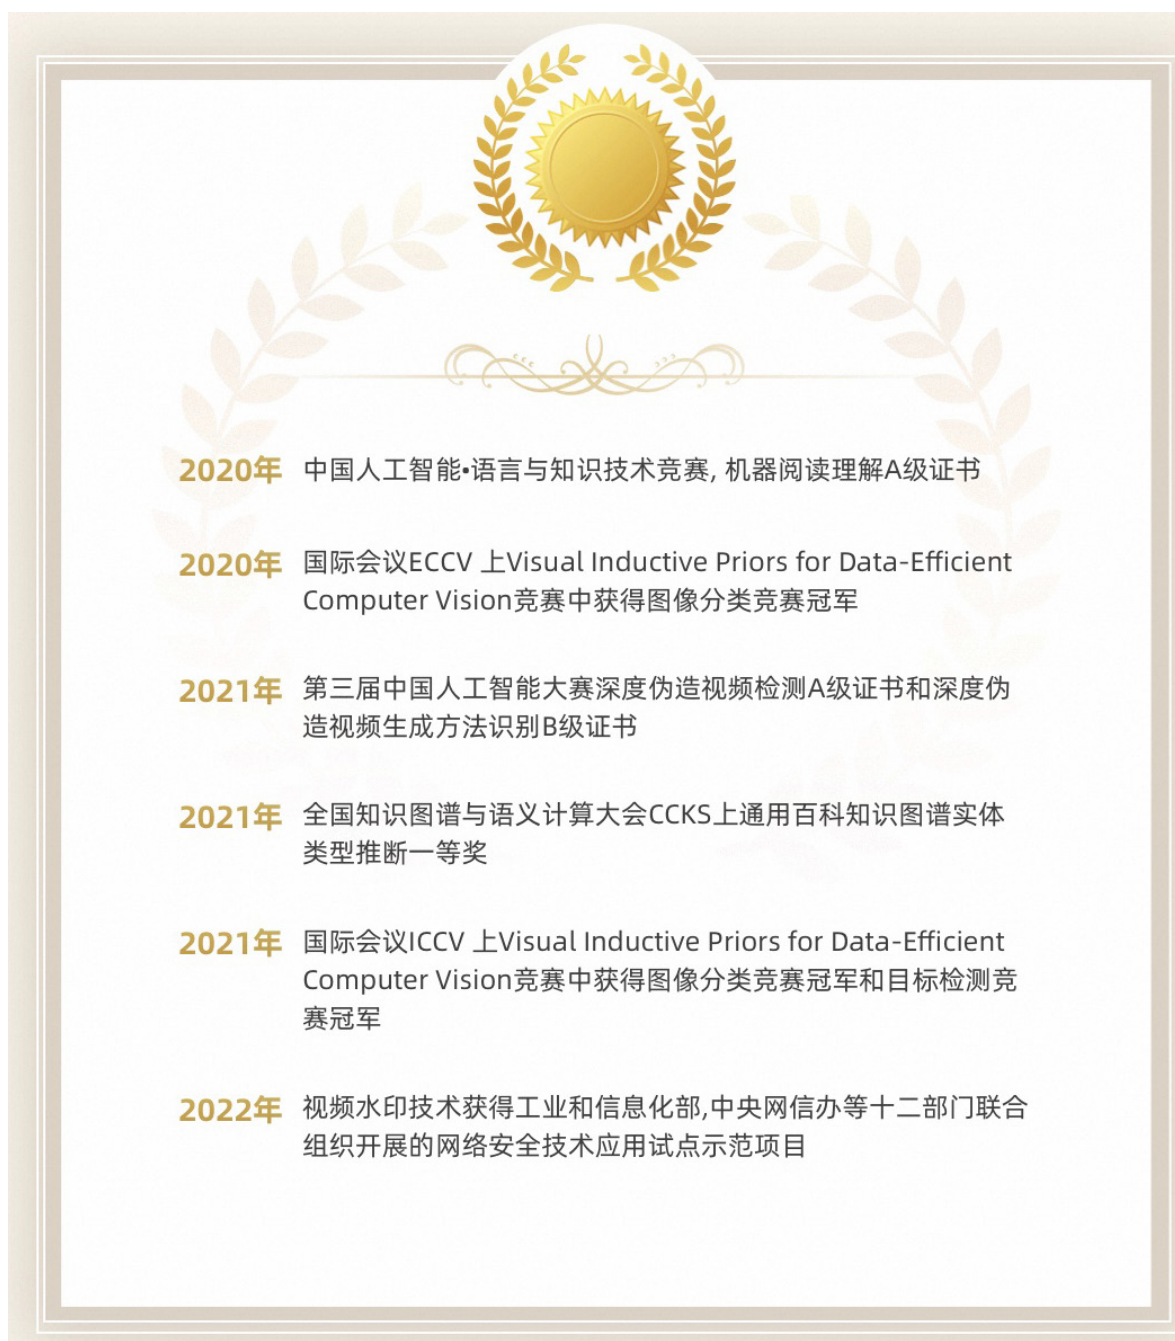 2020年 中国人工智能•语言与知识技术竞赛, 机器阅读理解A级证书
2020年 国际会议ECCV 上Visual Inductive Priors for Data-Efficient
Computer Vision竞赛中获得图像分类竞赛冠军
2021年 第三届中国人工智能大赛深度伪造视频检测A级证书和深度伪
造视频生成方法识别B级证书
2021年 全国知识图谱与语义计算大会CCKS上通用百科知识图谱实体
类型推断一等奖
2021年 国际会议ICCV 上Visual Inductive Priors for Data-Efficient
Computer Vision竞赛中获得图像分类竞赛冠军和目标检测竞
赛冠军
2022年 视频水印技术获得工业和信息化部,中央网信办等十二部门联合
组织开展的网络安全技术应用试点示范项目